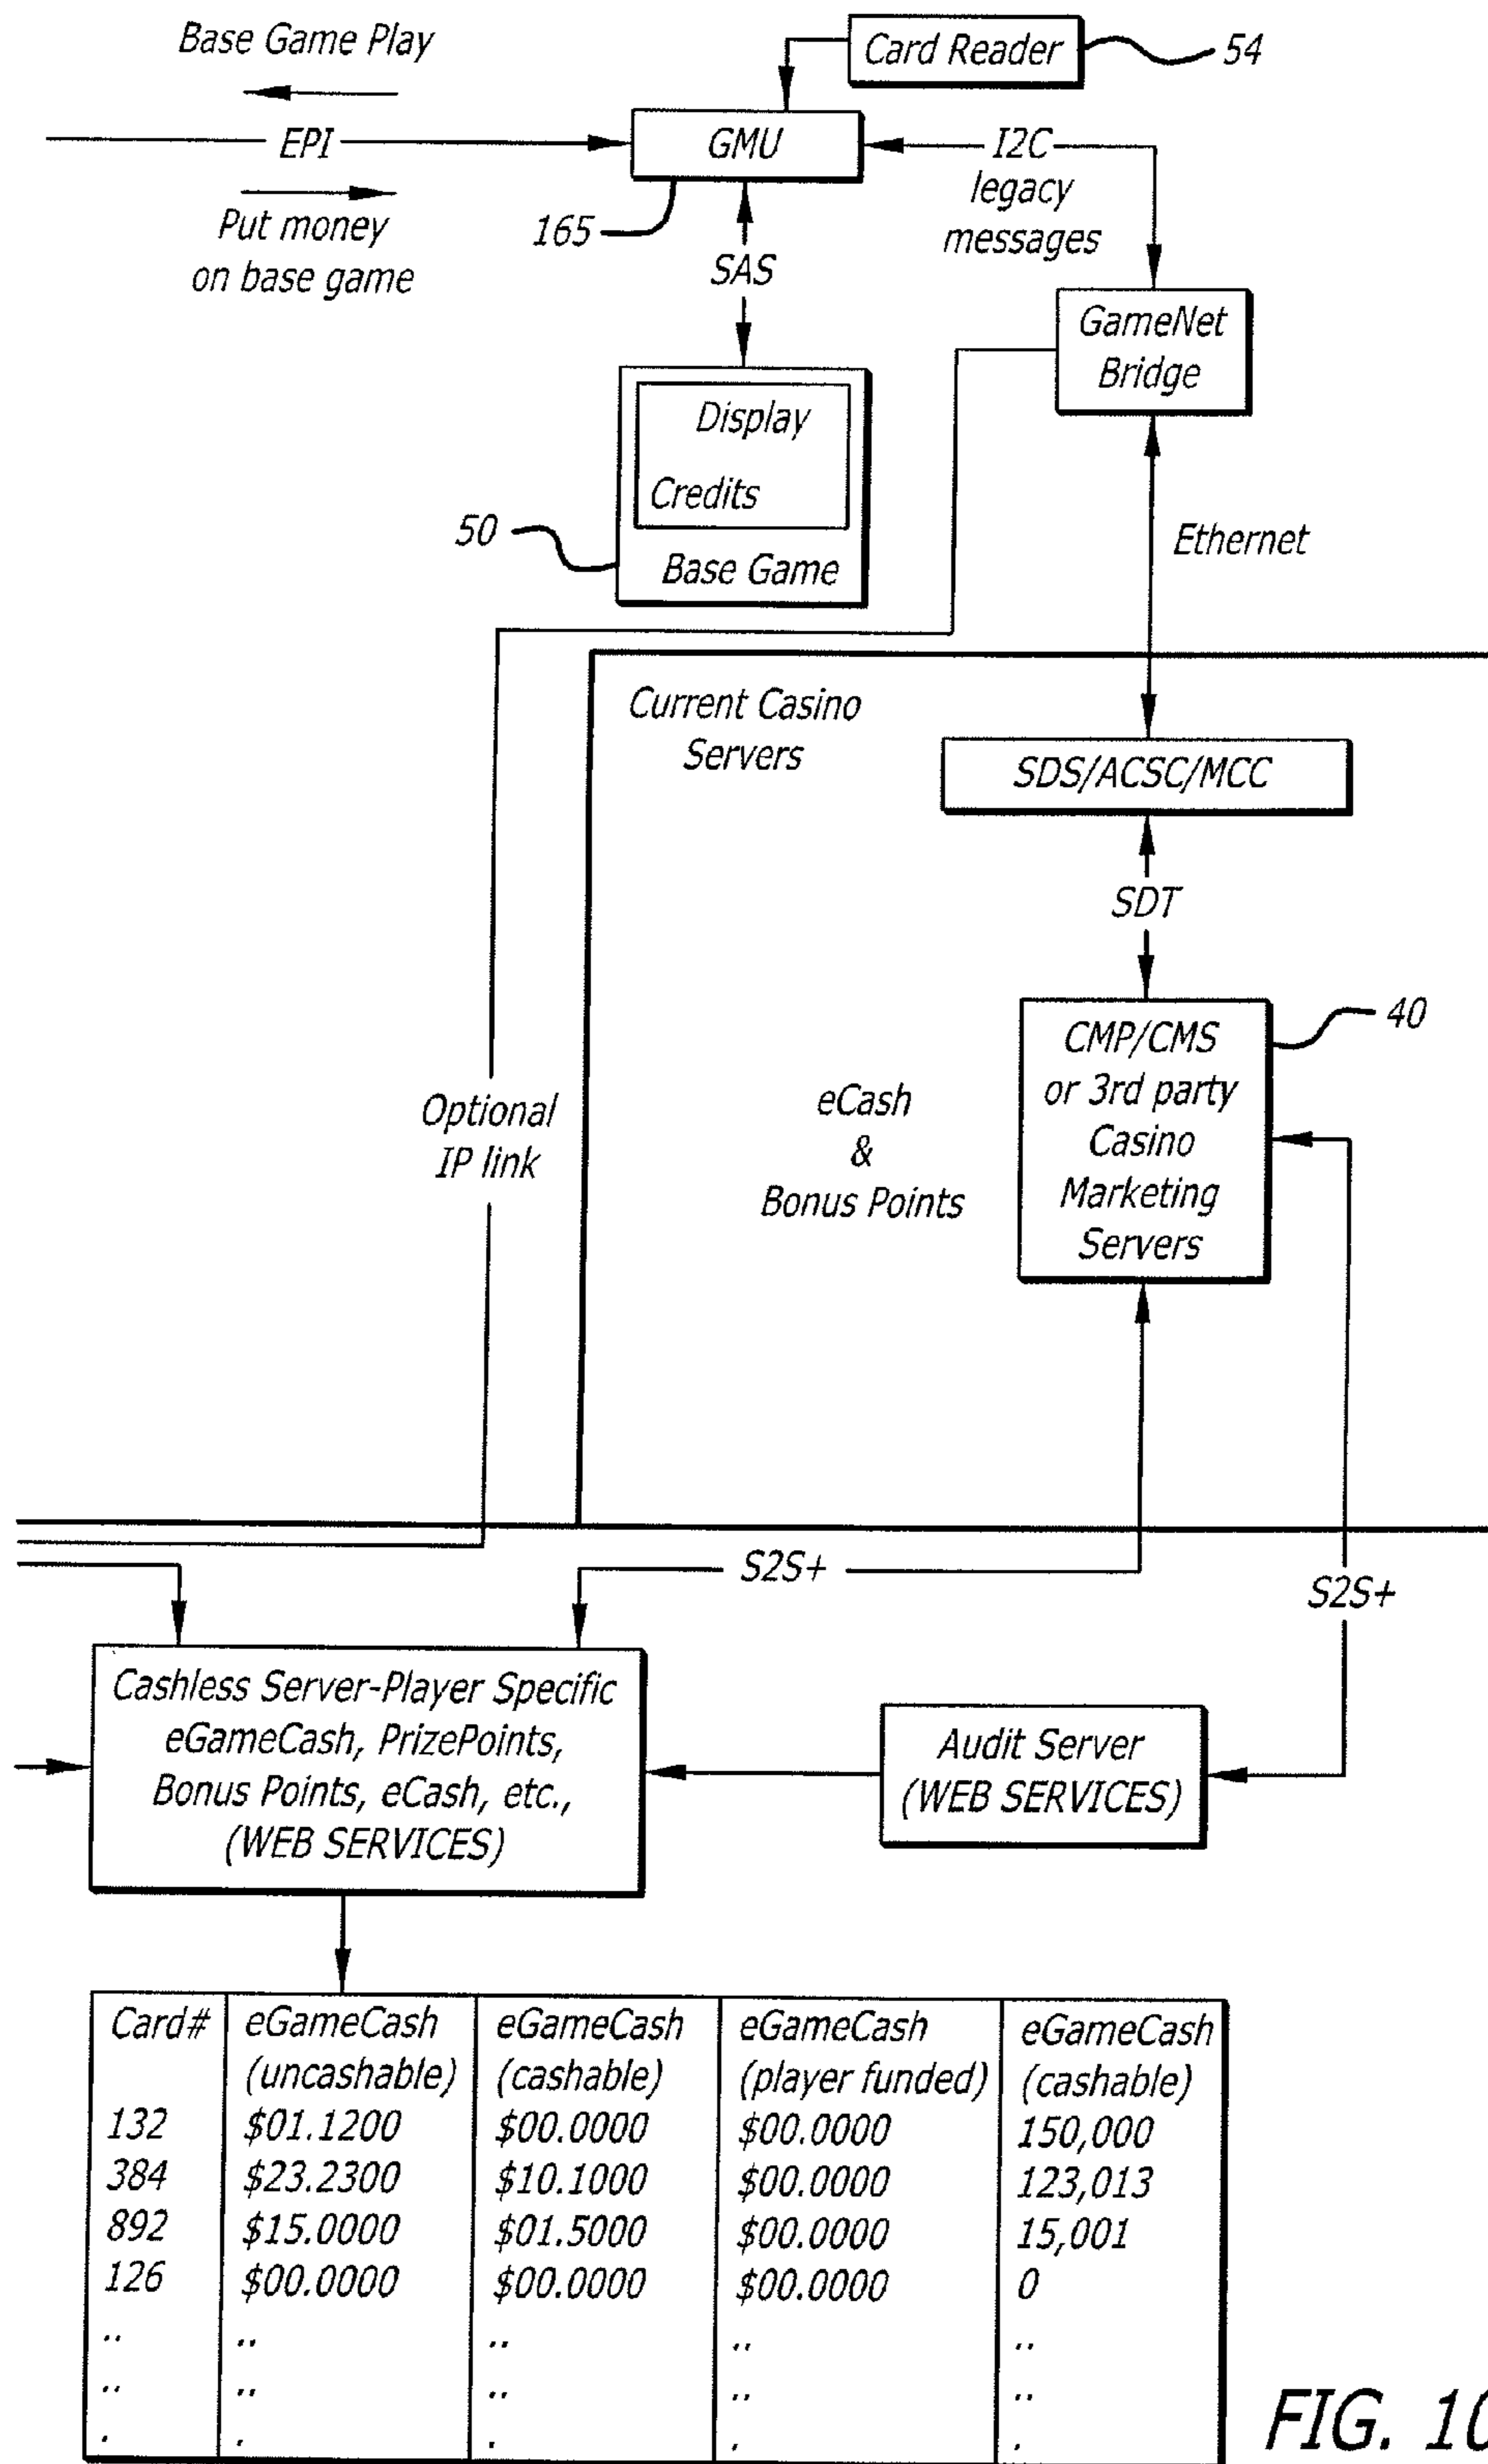 Base Game Play
Card Reader
54
EPI
GMU
I2C
legacy
messages
Put money
on base game
165
SAS
GameNet
Bridge
Display
Credits
Base Game
50
Ethernet
Current Casino
Servers
SDS/ACSC/MCC
SDT
CMP/CMS
or 3rd party
Casino
Marketing
Servers
40
eCash
&
Bonus Points
Optional
IP link
S2S+
S2S+
Cashless Server-Player Specific
eGameCash, PrizePoints,
Bonus Points, eCash, etc.,
(WEB SERVICES)
Audit Server
(WEB SERVICES)
Card# eGameCash eGameCash eGameCash eGameCash
(uncashable) (cashable) (player funded) (cashable)
132 $01.1200 $00.0000 $00.0000 150,000
384 $23.2300 $10.1000 $00.0000 123,013
892 $15.0000 $01.5000 $00.0000 15,001
126 $00.0000 $00.0000 $00.0000 0
.. .. .. .. ..
.. .. .. .. ..
. . . . .
FIG. 10